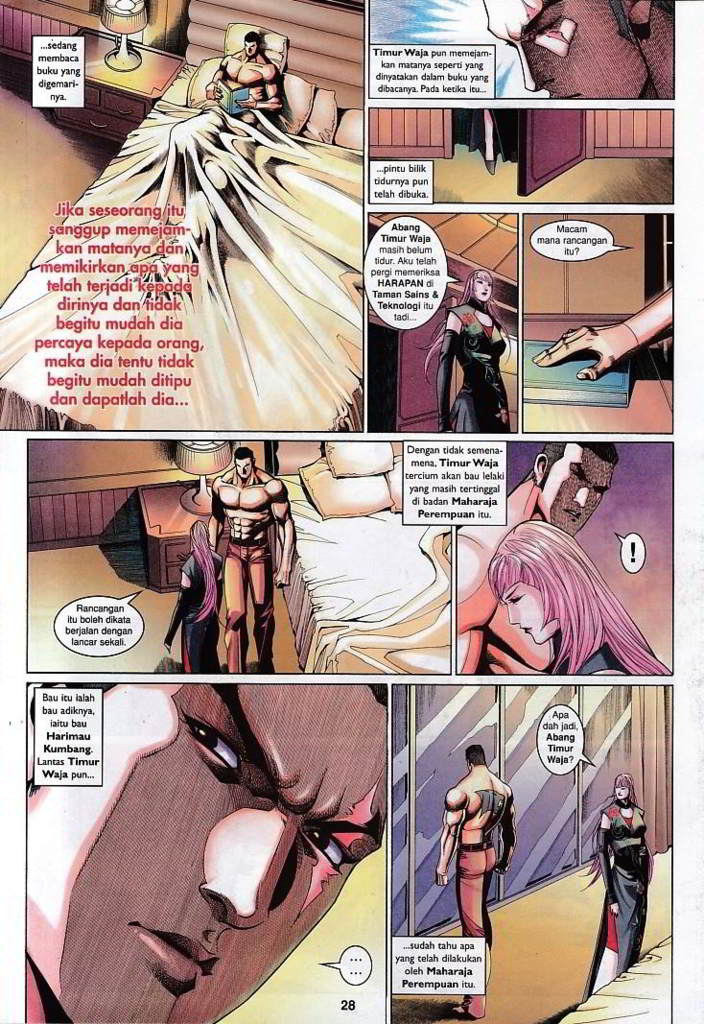 ...sedang
membaca
buku yang
digemari-
nya.
Jika seseorang itu
sanggup memejam-
kan matanya dan
memikirkan apa yang
telah terjadi kepada
dirinya dan tidak
begitu mudah dia
percaya kepada orang,
maka dia tentu tidak
begitu mudah ditipu
dan dapatlah dia...
Timur Waja pun memejam-
kan matanya seperti yang
dinyatakan dalam buku yang
dibacanya. Pada ketika itu...
...pintu bilik
tidurnya pun
telah dibuka.
Abang
Timur Waja
masih belum
tidur. Aku telah
pergi memeriksa
HARAPAN di
Taman Sains &
Teknologi itu
tadi...
Macam
mana rancangan
itu?
Rancangan
itu boleh dikata
berjalan dengan
lancar sekali.
Dengan tidak semena-
mena, Timur Waja
tercium akan bau lelaki
yang masih tertinggal
di badan Maharaja
Perempuan itu.
!
Bau itu ialah
bau adiknya,
iaitu bau
Harimau
Kumbang.
Lantas Timur
Waja pun...
...
...
Apa
dah jadi,
Abang
Timur
Waja?
...sudah tahu apa
yang telah dilakukan
oleh Maharaja
Perempuan itu.
28